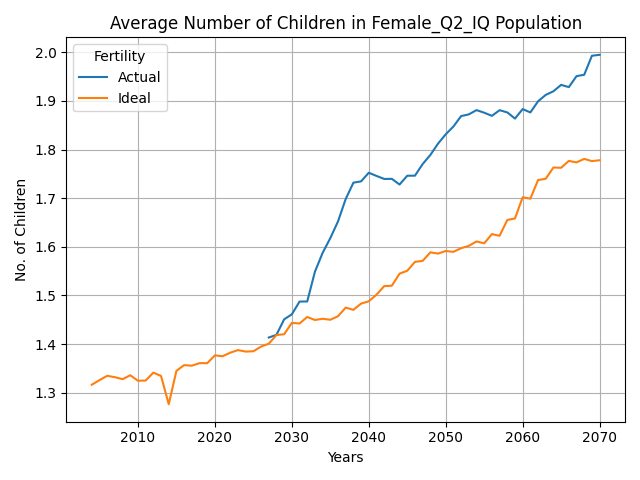 Average Number of Children in Female_Q2_IQ Population
Fertility
Actual
Ideal
No. of Children
2.0
1.9
1.8
1.7
1.6
1.5
1.4
1.3
2010 2020 2030 2040 2050 2060 2070
Years